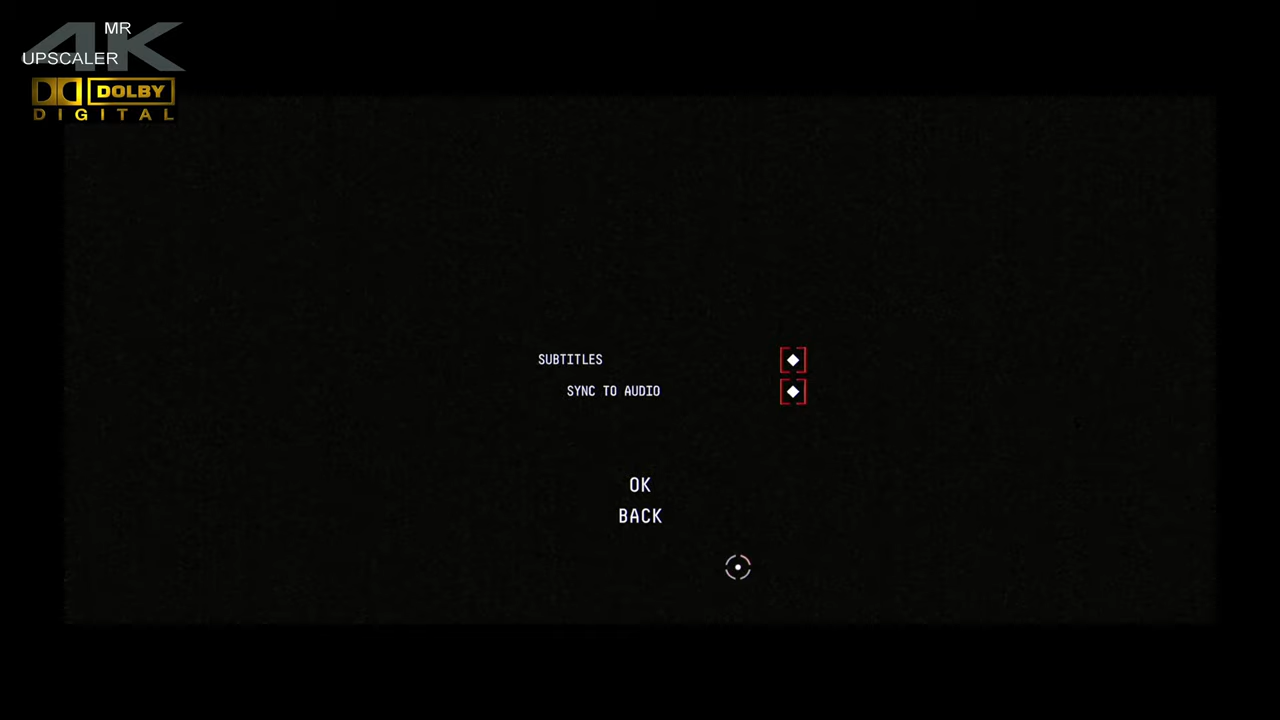 MR
4K
UPSCALER
DOLBY
DIGITAL
SUBTITLES
SYNC TO AUDIO
OK
BACK